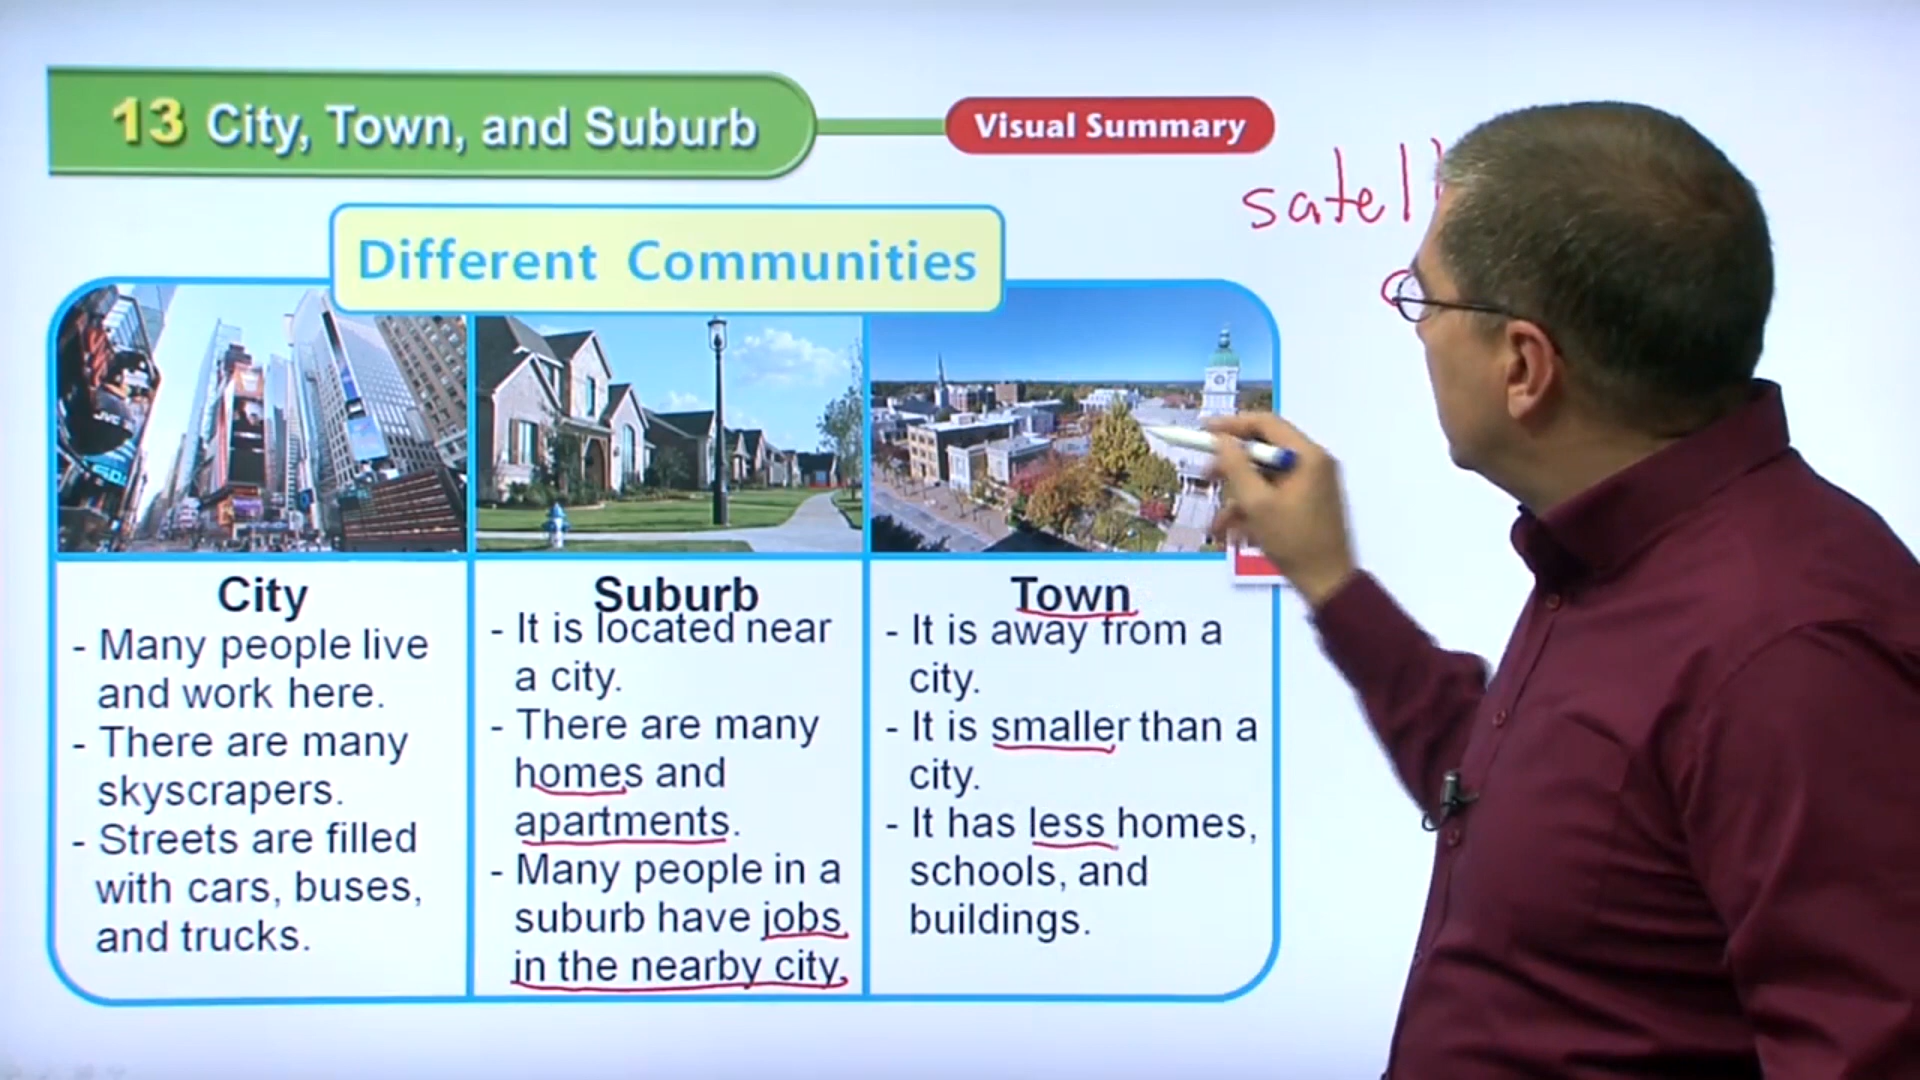 13 City, Town, and Suburb
Visual Summary
Different Communities
City
- Many people live
and work here.
- There are many
skyscrapers.
- Streets are filled
with cars, buses,
and trucks.
Suburb
- It is located near
a city.
- There are many
homes and
apartments.
- Many people in a
suburb have jobs
in the nearby city.
Town
- It is away from a
city.
- It is smaller than a
city.
- It has less homes,
schools, and
buildings.
JVC